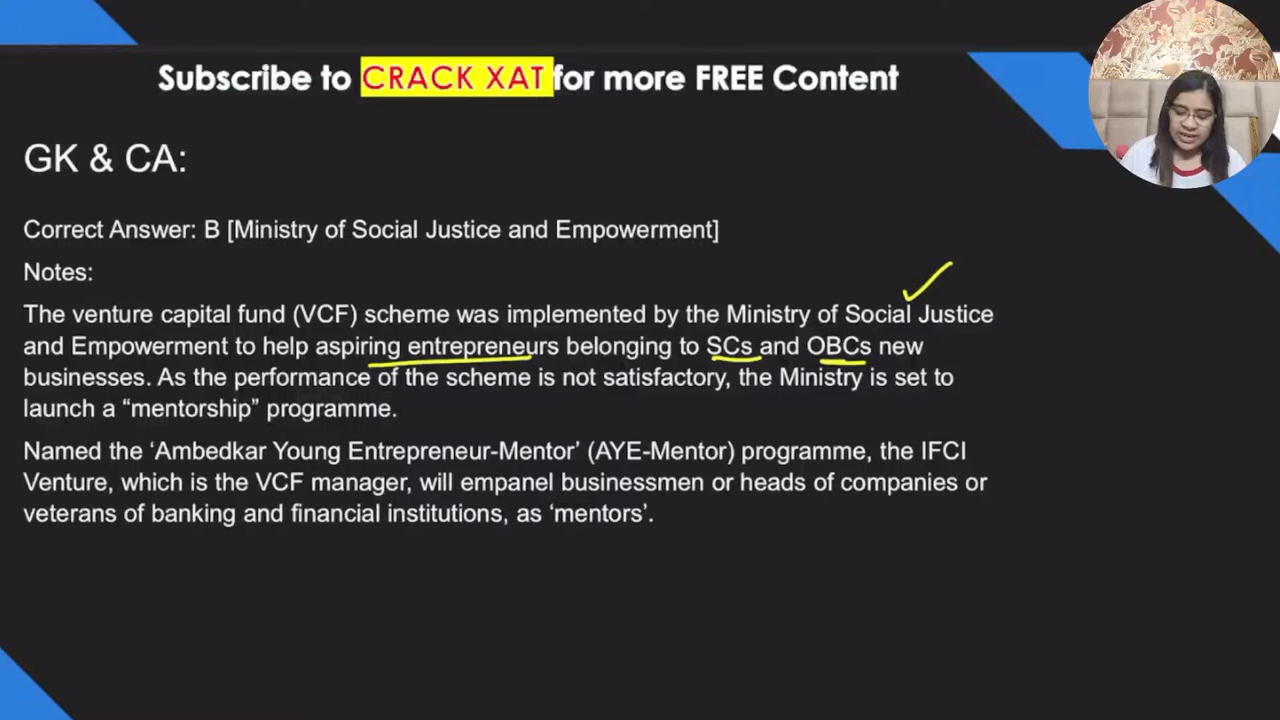 Subscribe to CRACK XAT for more FREE Content
GK & CA:
Correct Answer: B [Ministry of Social Justice and Empowerment]
Notes:
The venture capital fund (VCF) scheme was implemented by the Ministry of Social Justice
and Empowerment to help aspiring entrepreneurs belonging to SCs and OBCs new
businesses. As the performance of the scheme is not satisfactory, the Ministry is set to
launch a “mentorship” programme.
Named the ‘Ambedkar Young Entrepreneur-Mentor’ (AYE-Mentor) programme, the IFCI
Venture, which is the VCF manager, will empanel businessmen or heads of companies or
veterans of banking and financial institutions, as ‘mentors’.